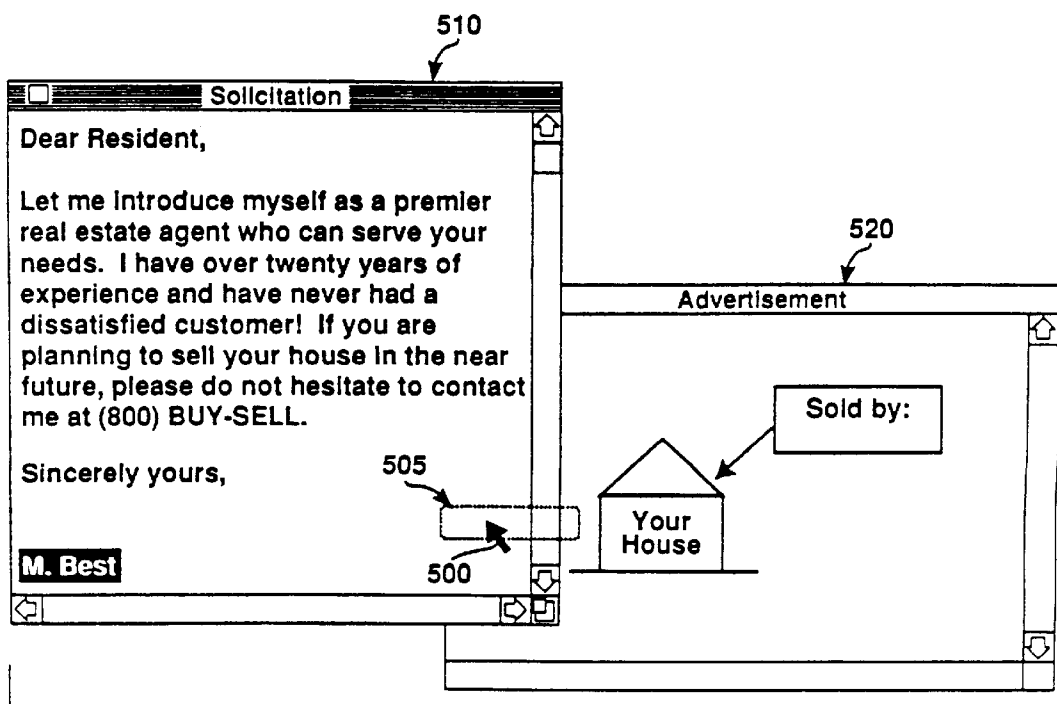 510
Solicitation
Dear Resident,
Let me introduce myself as a premier
real estate agent who can serve your
needs. I have over twenty years of
experience and have never had a
dissatisfied customer! If you are
planning to sell your house in the near
future, please do not hesitate to contact
me at (800) BUY-SELL.
Sincerely yours,
505
M. Best
500
520
Advertisement
Sold by:
Your
House